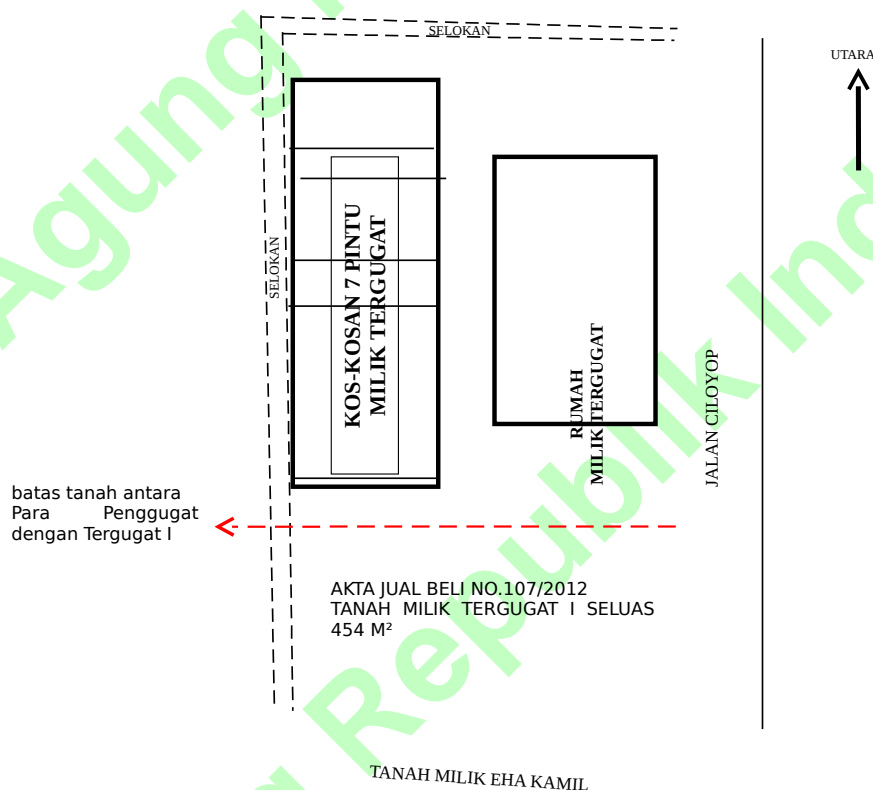 SELOKAN
UTARA
SELOKAN
KOS-KOSAN 7 PINTU
MILIK TERGUGAT
RUMAH
MILIK TERGUGAT
JALAN CILOYOP
batas tanah antara
Para Penggugat
dengan Tergugat I
AKTA JUAL BELI NO.107/2012
TANAH MILIK TERGUGAT I SELUAS
454 M²
TANAH MILIK EHA KAMIL
Agung
Republik Ind